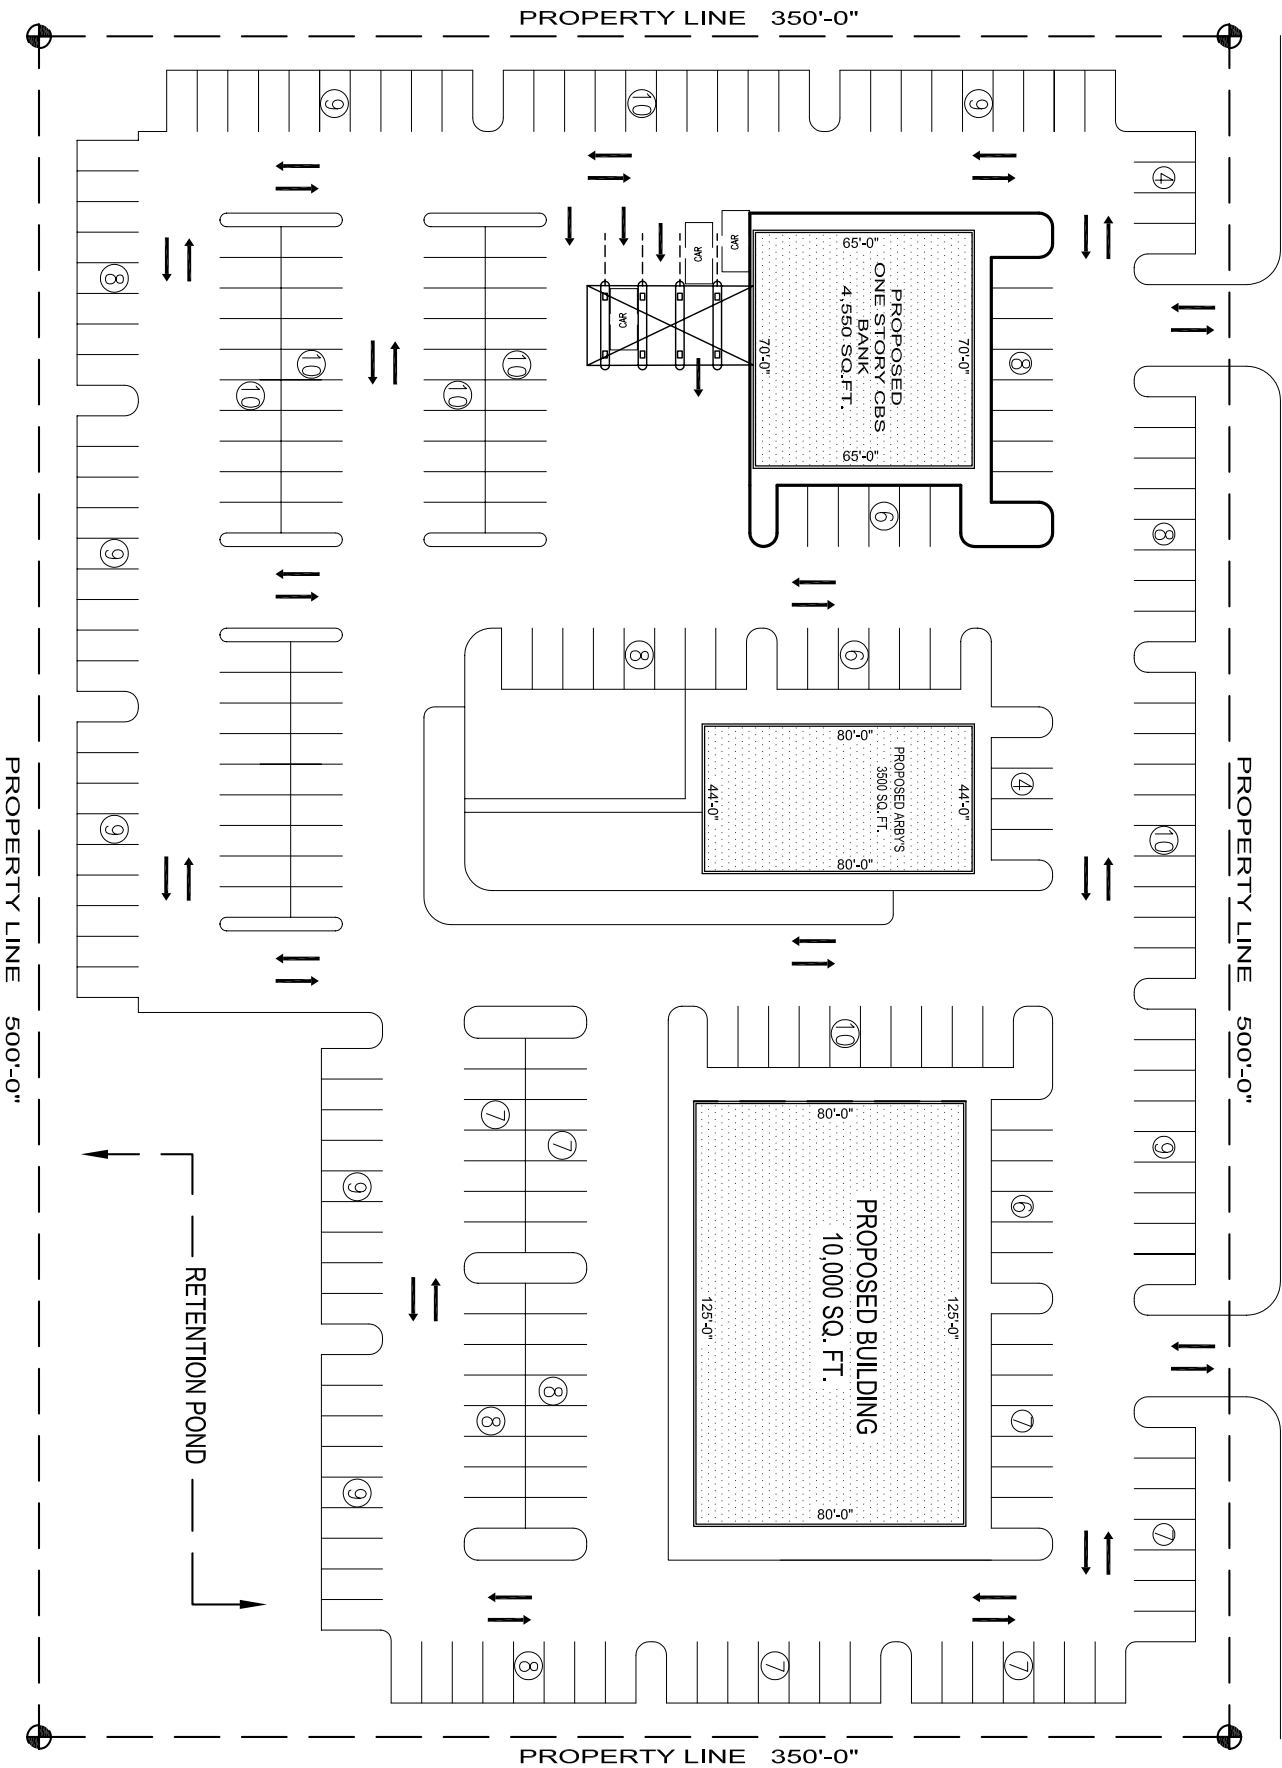 PROPERTY LINE 350'-0"
9
10
9
4
8
10
10
10
10
65'-0"
PROPOSED
ONE STORY CBS
BANK
4,550 SQ.FT.
70'-0"
70'-0"
65'-0"
CAR
CAR
CAR
8
6
8
9
8
6
80'-0"
PROPOSED ARBY'S
3500 SQ. FT.
44'-0"
44'-0"
80'-0"
4
10
9
PROPERTY LINE 500'-0"
PROPERTY LINE 500'-0"
10
7
7
80'-0"
PROPOSED BUILDING
10,000 SQ. FT.
125'-0"
125'-0"
80'-0"
9
6
9
8
8
7
9
7
RETENTION POND
8
7
7
PROPERTY LINE 350'-0"